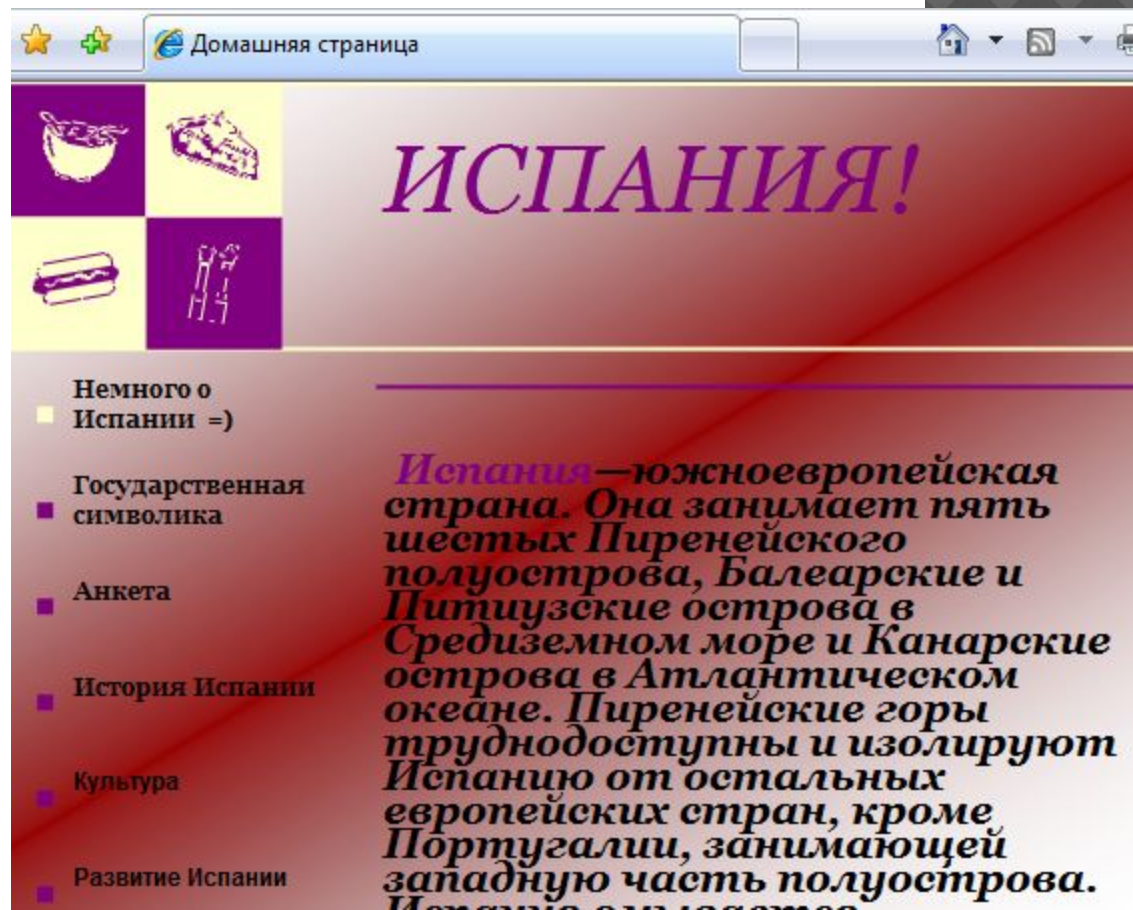 Домашняя страница
ИСПАНИЯ!
Немного о
Испании =)
Государственная
символика
Анкета
История Испании
Культура
Развитие Испании
Испания—южноевропейская
страна. Она занимает пять
шестых Пиренейского
полуострова, Балеарские и
Питиузские острова в
Средиземном море и Канарские
острова в Атлантическом
океане. Пиренейские горы
труднодоступны и изолируют
Испанию от остальных
европейских стран, кроме
Португалии, занимающей
западную часть полуострова.